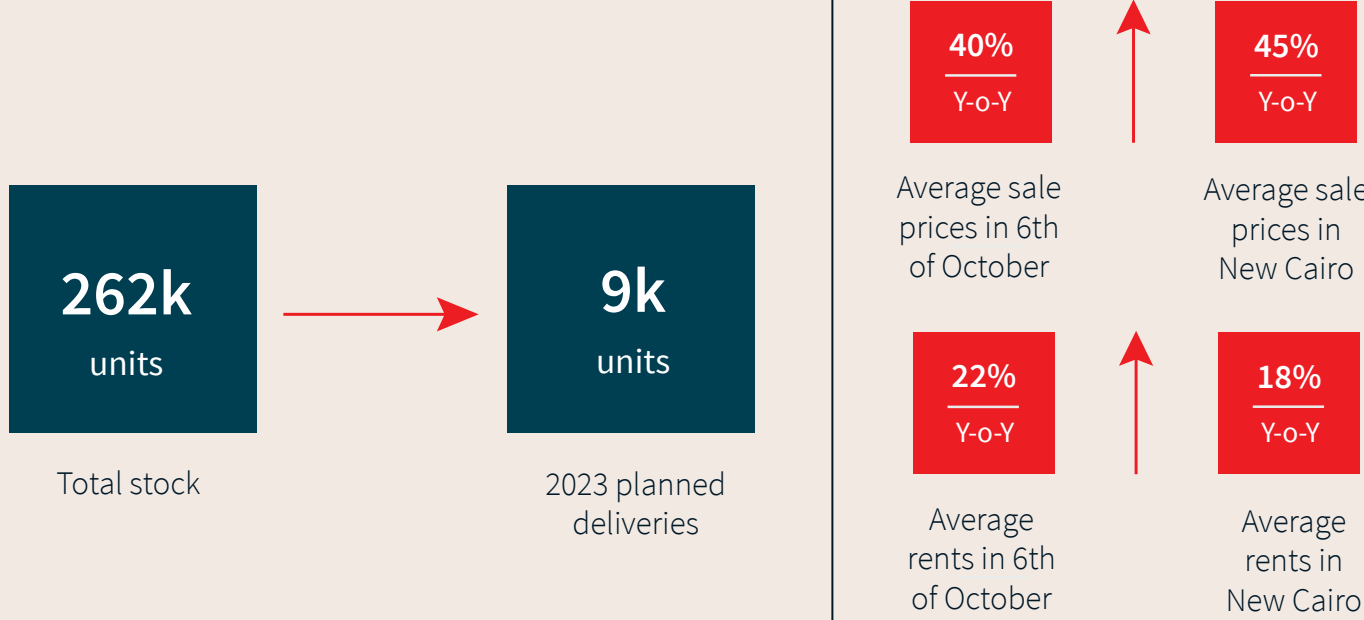 262k
units
Total stock
9k
units
2023 planned
deliveries
40%
Y-o-Y
Average sale
prices in 6th
of October
45%
Y-o-Y
Average sale
prices in
New Cairo
22%
Y-o-Y
Average
rents in 6th
of October
18%
Y-o-Y
Average
rents in
New Cairo